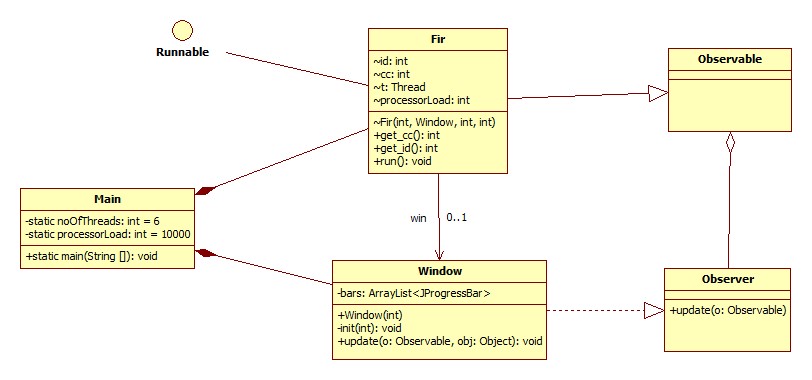 Runnable
Fir
~id: int
~cc: int
~t: Thread
~processorLoad: int
~Fir(int, Window, int, int)
+get_cc(): int
+get_id(): int
+run(): void
Observable
Main
-static noOfThreads: int = 6
-static processorLoad: int = 10000
+static main(String []): void
win
0..1
Window
-bars: ArrayList<JProgressBar>
+Window(int)
-init(int): void
+update(o: Observable, obj: Object): void
Observer
+update(o: Observable)